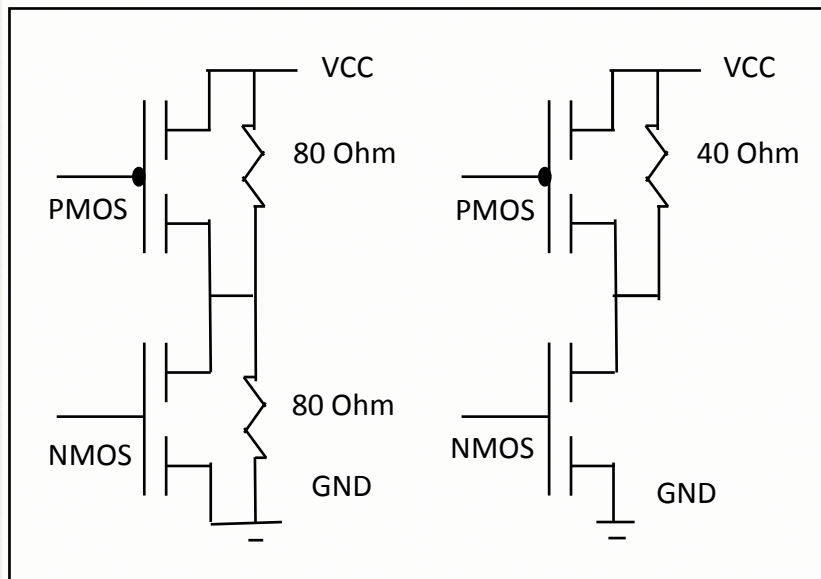 VCC
80 Ohm
PMOS
80 Ohm
NMOS
GND
VCC
40 Ohm
PMOS
NMOS
GND